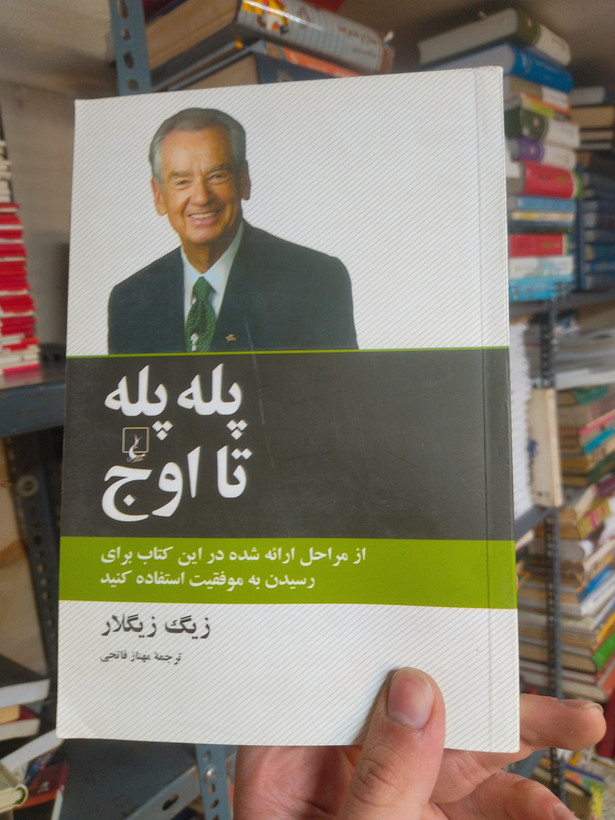 پله پله
تا اوج
از مراحل ارائه شده در این کتاب برای
رسیدن به موفقیت استفاده کنید
زیگ زیگلار
ترجمهٔ مهناز فاتحی